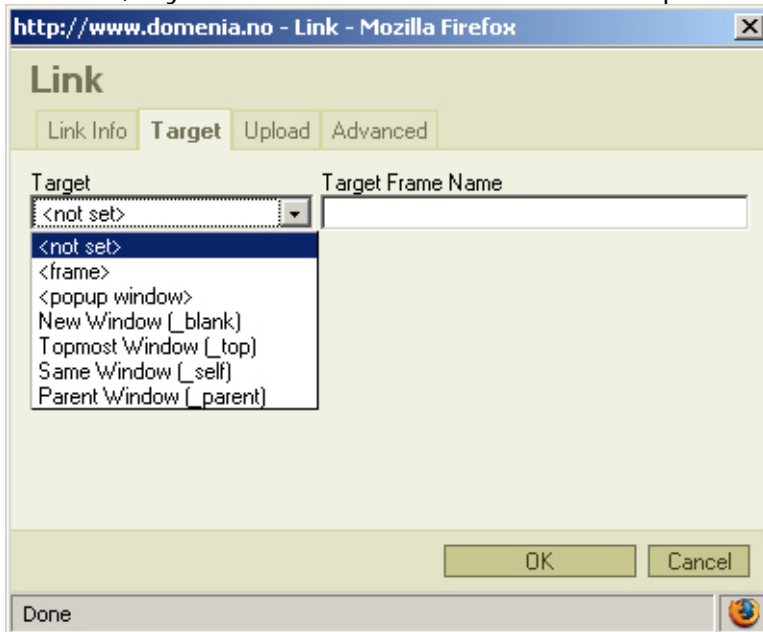 http://www.domenia.no - Link - Mozilla Firefox
Link
Link Info Target Upload Advanced
Target Target Frame Name
<not set>
<not set>
<frame>
<popup window>
New Window (_blank)
Topmost Window (_top)
Same Window (_self)
Parent Window (_parent)
OK Cancel
Done